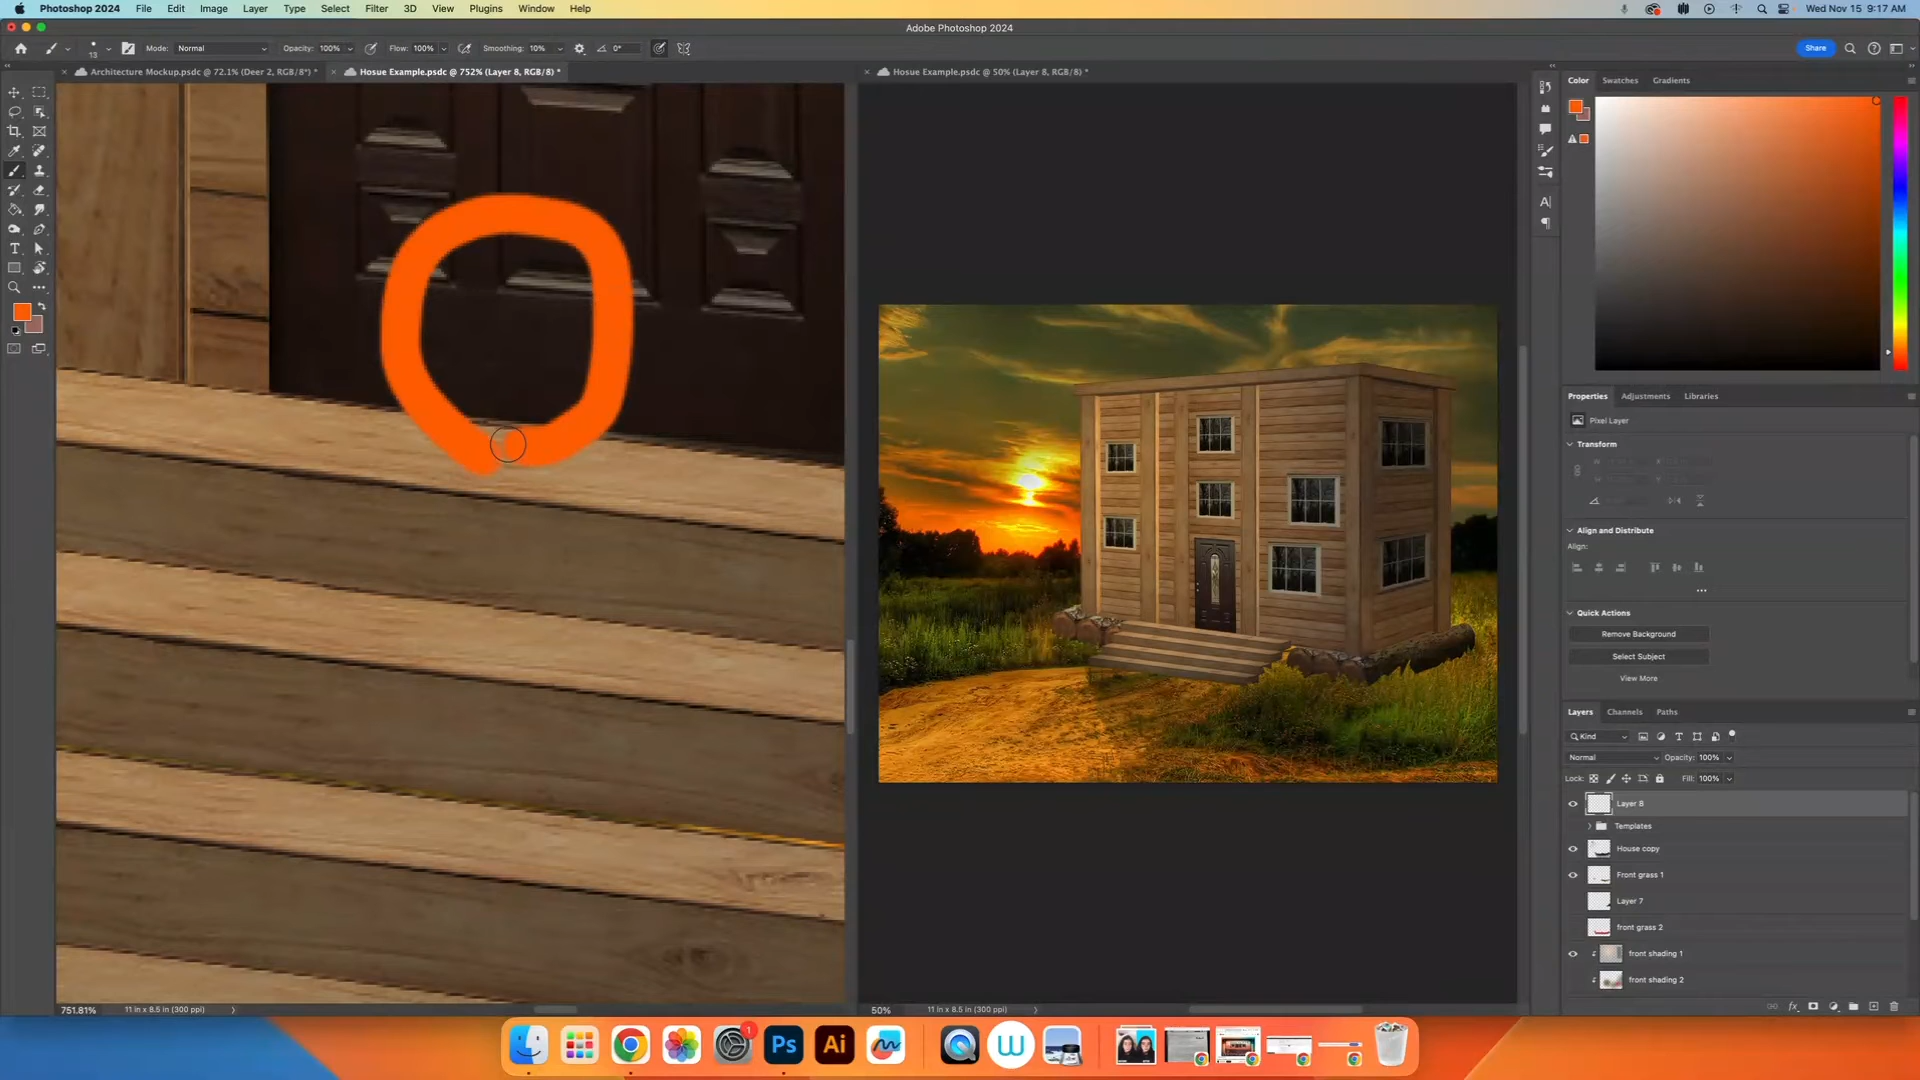 Photoshop 2024 File Edit Image Layer Type Select Filter 3D View Plugins Window Help Wed Nov 15 9:17 AM
Adobe Photoshop 2024
13 Mode: Normal Opacity: 100% Flow: 100% Smoothing: 10% 0° Share
Architecture Mockup.psdc @ 72.1% (Deer 2, RGB/8*) * Hosue Example.psdc @ 752% (Layer 8, RGB/8) * Hosue Example.psdc @ 50% (Layer 8, RGB/8) *
Color Swatches Gradients
Properties Adjustments Libraries
Pixel Layer
Transform
Align and Distribute
Align:
Quick Actions
Remove Background
Select Subject
View More
Layers Channels Paths
Kind
Normal Opacity: 100%
Lock: Fill: 100%
Layer 8
Templates
House copy
Front grass 1
Layer 7
front grass 2
front shading 1
front shading 2
751.81% 11 in x 8.5 in (300 ppi) 50% 11 in x 8.5 in (300 ppi)
1
Ps Ai W